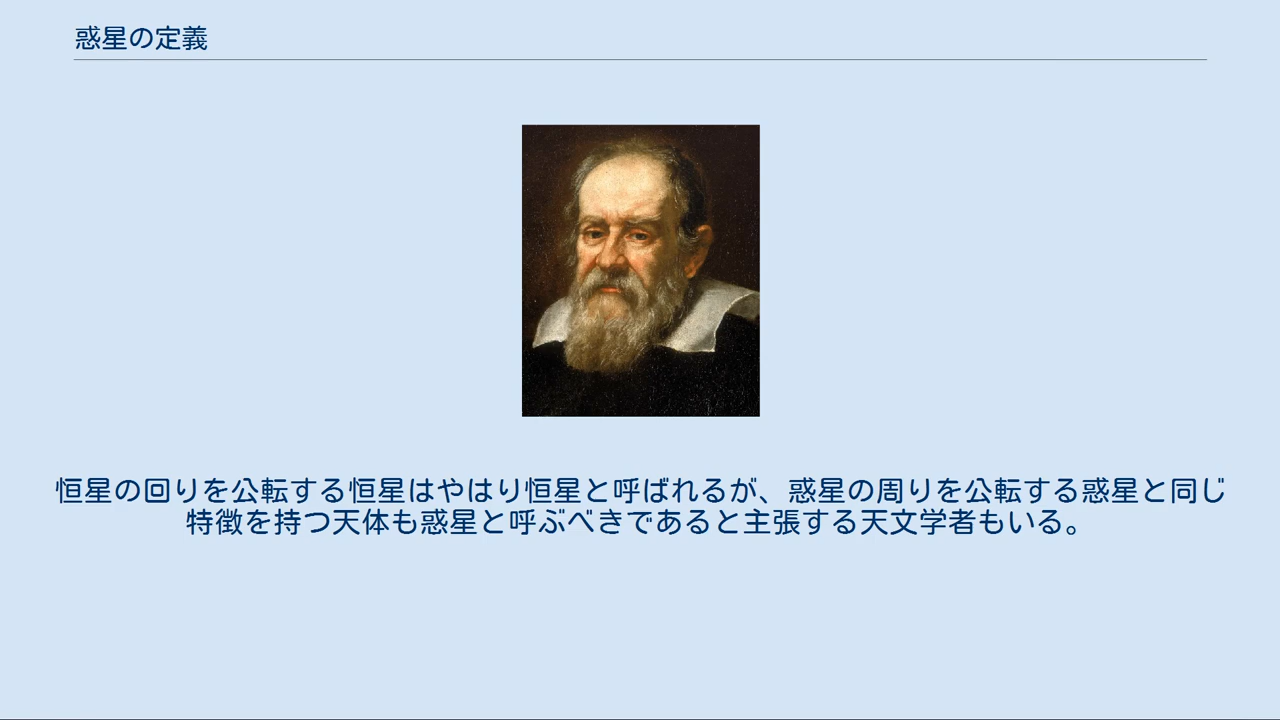 惑星の定義
恒星の回りを公転する恒星はやはり恒星と呼ばれるが、惑星の周りを公転する惑星と同じ
特徴を持つ天体も惑星と呼ぶべきであると主張する天文学者もいる。